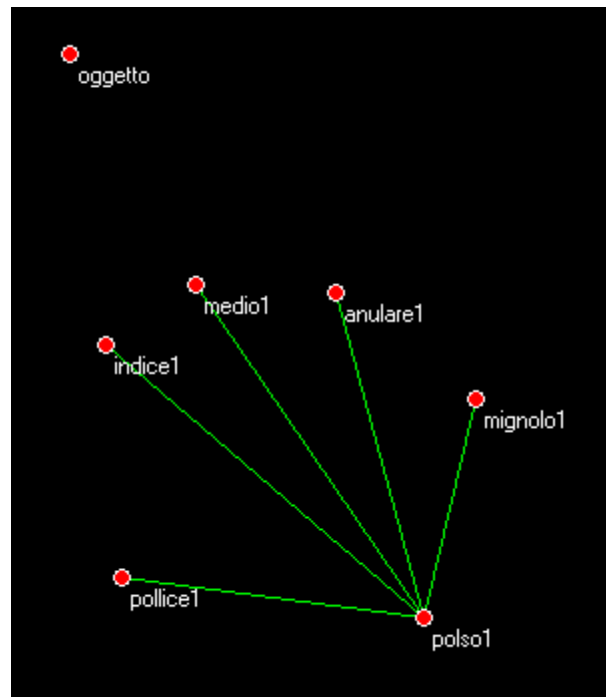 oggetto
medio1
anulare1
indice1
mignolo1
pollice1
polso1